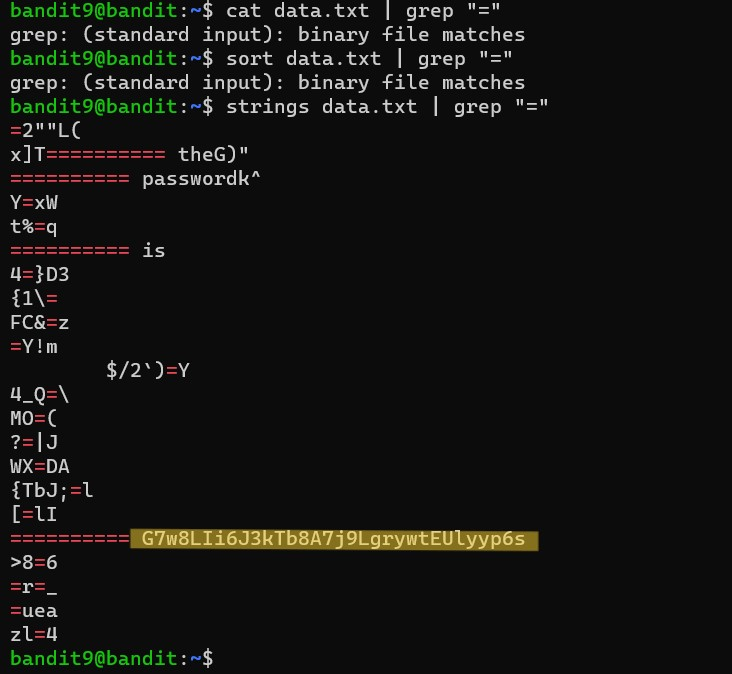 bandit9@bandit:~$ cat data.txt | grep "="
grep: (standard input): binary file matches
bandit9@bandit:~$ sort data.txt | grep "="
grep: (standard input): binary file matches
bandit9@bandit:~$ strings data.txt | grep "="
=2""L(
x]T========== theG)"
========== passwordk^
Y=xW
t%=q
========== is
4=}D3
{1\=
FC&=z
=Y!m
        $/2`)=Y
4_Q=\
MO=(
?=|J
WX=DA
{TbJ;=l
[=lI
========== G7w8LIi6J3kTb8A7j9LgrywtEUlyyp6s
>8=6
=r=_
=uea
zl=4
bandit9@bandit:~$